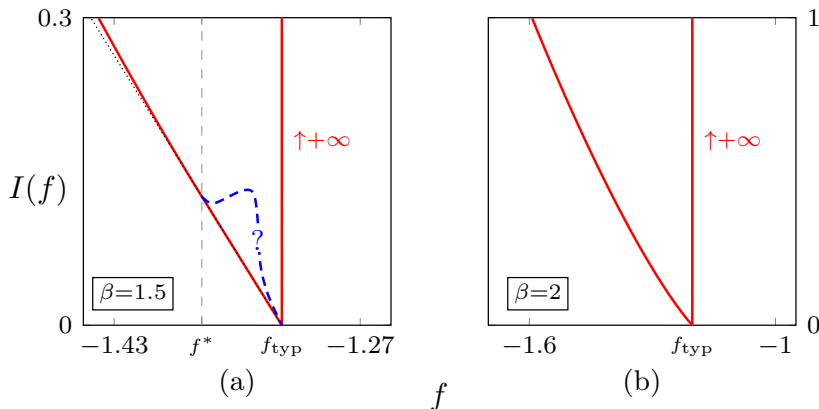 0.3
1
↑+∞
↑+∞
I(f)
?
β=1.5
β=2
0
0
−1.43
f*
f_typ
−1.27
−1.6
f_typ
−1
(a)
f
(b)